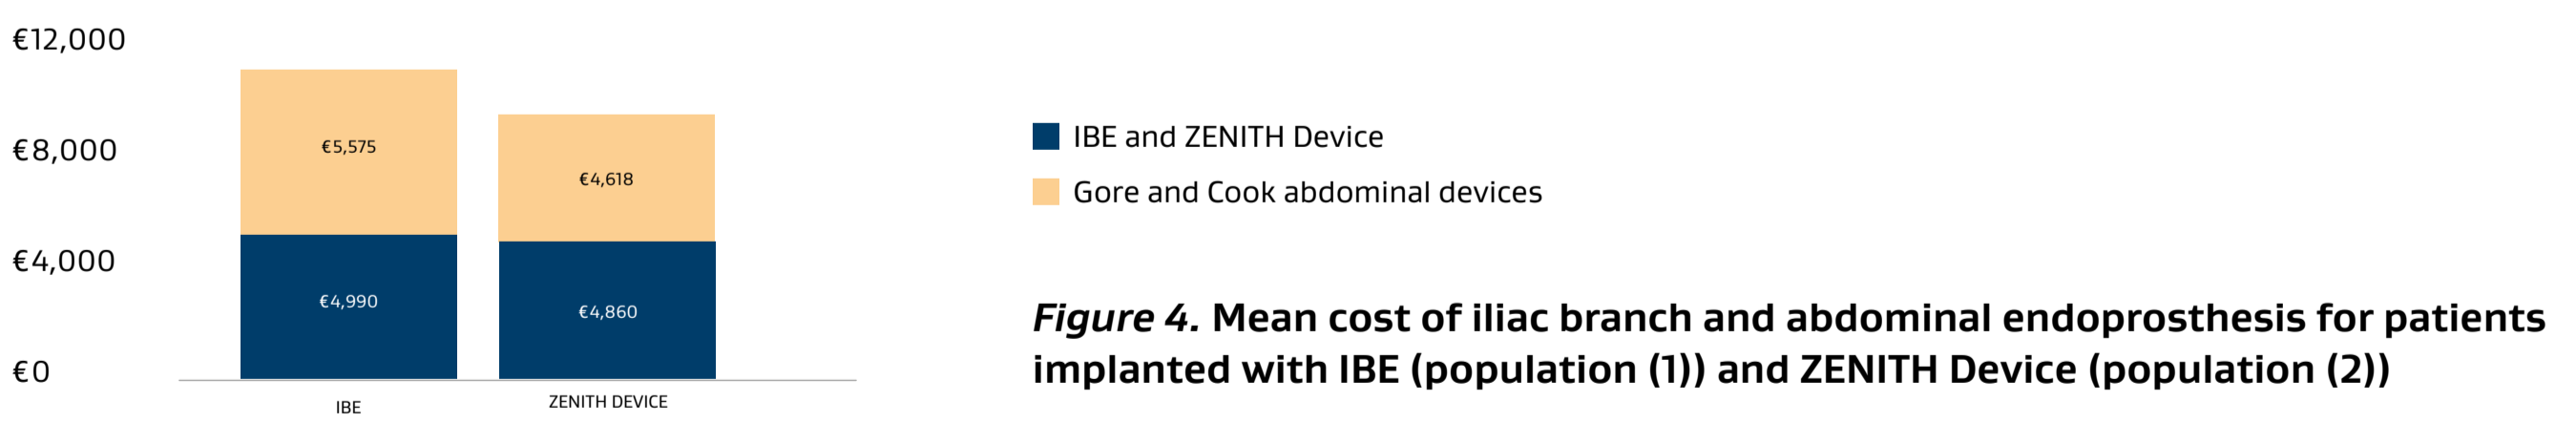 €12,000
€8,000
€4,000
€0
€5,575
€4,990
€4,618
€4,860
IBE
ZENITH DEVICE
IBE and ZENITH Device
Gore and Cook abdominal devices
Figure 4. Mean cost of iliac branch and abdominal endoprosthesis for patients
implanted with IBE (population (1)) and ZENITH Device (population (2))